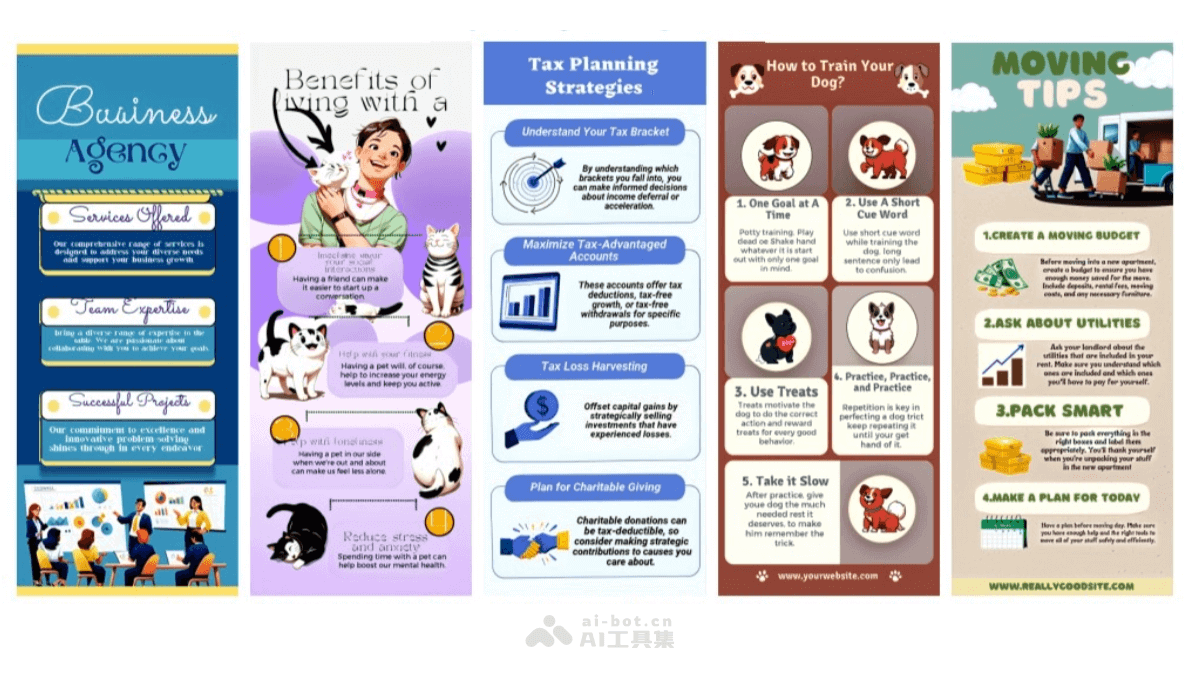 Buuiness
Agency
Services Offered
Our comprehensive range of services is
designed to address your diverse needs
and support your business growth
Team Expertise
Bring a diverse range of expertise to the
table. We are passionate about
collaborating with you to achieve your goals.
Successful Projects
Our commitment to excellence and
innovative problem-solving
shines through in every endeavor
Benefits of
living with a
1
Having a friend can make
it easier to start up a
conversation.
2
Help with your fitness
Having a pet will, of course,
help to increase your energy
levels and keep you active.
3
Help with loneliness
Having a pet in our side
when we're out and about
can make us feel less alone.
4
Reduce stress
and anxiety
Spending time with a pet can
help boost our mental health.
Tax Planning
Strategies
Understand Your Tax Bracket
By understanding which
brackets you fall into, you
can make informed decisions
about income deferral or
acceleration.
Maximize Tax-Advantaged
Accounts
These accounts offer tax
deductions, tax-free
growth, or tax-free
withdrawals for specific
purposes.
Tax Loss Harvesting
Offset capital gains by
strategically selling
investments that have
experienced losses.
Plan for Charitable Giving
Charitable donations can
be tax-deductible, so
consider making strategic
contributions to causes you
care about.
How to Train Your
Dog?
1. One Goal at A
Time
Potty training. Play
dead oe Shake hand
whatever it is start
out with only one goal
in mind.
2. Use A Short
Cue Word
Use short cue word
while training the
dog, long
sentence only lead
to confusion.
3. Use Treats
Treats motivate the
dog to do the correct
action and reward
treats for every good
behavior.
4. Practice, Practice,
and Practice
Repetition is key in
perfecting a dog trict
keep repeating it
until your get
hand of it.
5. Take it Slow
After practice, give
youe dog the much
needed rest it
deserves, to make
him remember the
trick.
www.yourwebsite.com
MOVING
TIPS
1.CREATE A MOVING BUDGET
Before moving into a new apartment,
create a budget to ensure you have
enough money saved for the move.
Include deposits, rental fees, moving
costs, and any necessary furniture.
2.ASK ABOUT UTILITIES
Ask your landlord about the
utilities that are included in your
rent. Make sure you understand which
ones are included and which ones
you'll have to pay for yourself.
3.PACK SMART
Be sure to pack everything in the
right boxes and label them
appropriately. You'll thank yourself
when you're unpacking your stuff
in the new apartment
4.MAKE A PLAN FOR TODAY
Have a plan before moving day. Make sure
you have enough help and the right tools to
move all of your stuff safely and efficiently.
WWW.REALLYGOODSITE.COM
ai-bot.cn
AI工具集